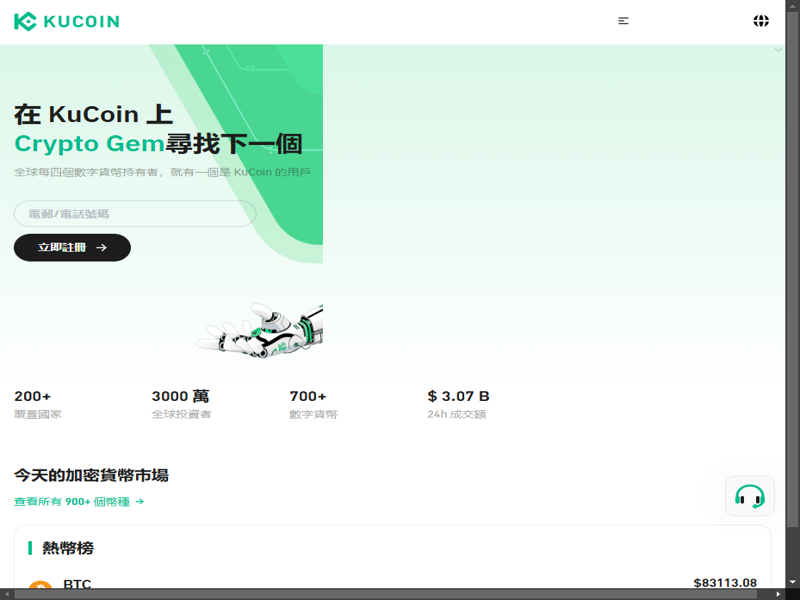 KUCOIN
在 KuCoin 上
Crypto Gem尋找下一個
全球每四個數字貨幣持有者，就有一個是 KuCoin 的用戶
電郵/電話號碼
立即註冊 →
200+
覆蓋國家
3000 萬
全球投資者
700+
數字貨幣
$ 3.07 B
24h 成交額
今天的加密貨幣市場
查看所有 900+ 個幣種 →
熱幣榜
BTC
$83113.08